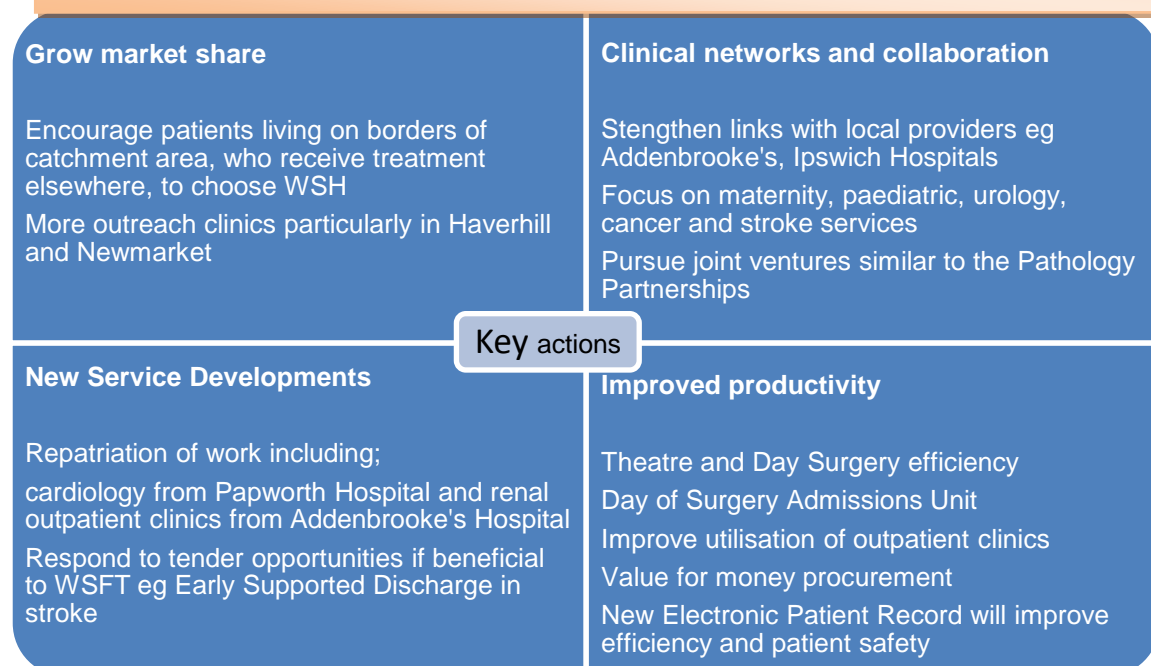 Grow market share
Encourage patients living on borders of
catchment area, who receive treatment
elsewhere, to choose WSH
More outreach clinics particularly in Haverhill
and Newmarket
Clinical networks and collaboration
Stengthen links with local providers eg
Addenbrooke's, Ipswich Hospitals
Focus on maternity, paediatric, urology,
cancer and stroke services
Pursue joint ventures similar to the Pathology
Partnerships
Key actions
New Service Developments
Repatriation of work including;
cardiology from Papworth Hospital and renal
outpatient clinics from Addenbrooke's Hospital
Respond to tender opportunities if beneficial
to WSFT eg Early Supported Discharge in
stroke
Improved productivity
Theatre and Day Surgery efficiency
Day of Surgery Admissions Unit
Improve utilisation of outpatient clinics
Value for money procurement
New Electronic Patient Record will improve
efficiency and patient safety